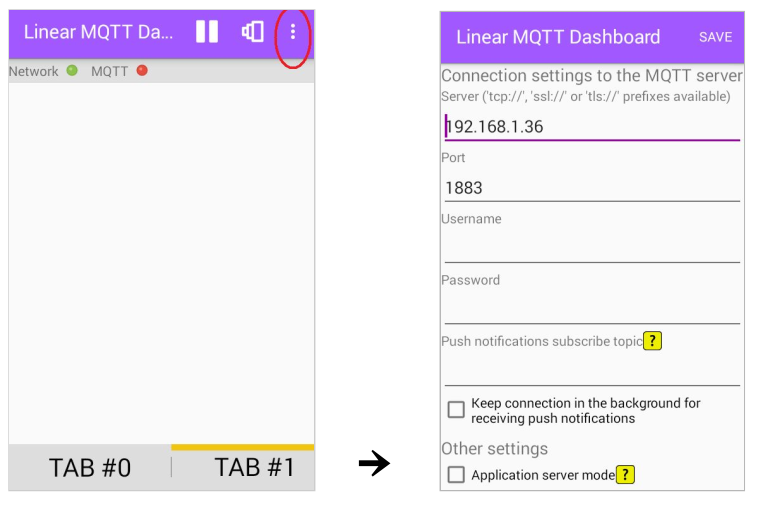 Linear MQTT Da...
Network MQTT
TAB #0 TAB #1
Linear MQTT Dashboard SAVE
Connection settings to the MQTT server
Server ('tcp://', 'ssl://' or 'tls://' prefixes available)
192.168.1.36
Port
1883
Username
Password
Push notifications subscribe topic ?
Keep connection in the background for
receiving push notifications
Other settings
Application server mode ?